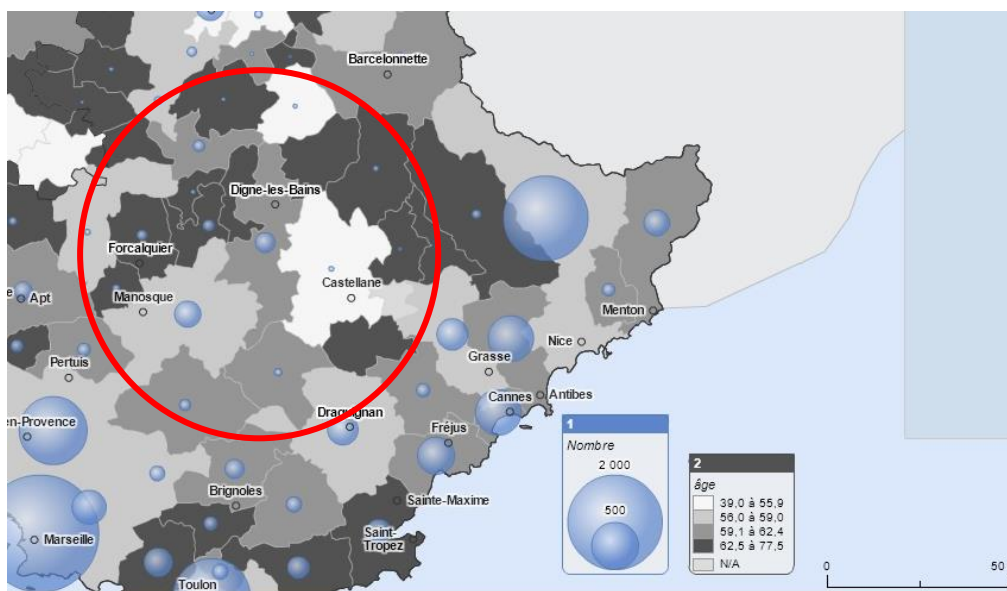 Barcelonnette
Digne-les-Bains
Forcalquier
Castellane
e Apt
Manosque
Menton
Nice
Pertuis
Grasse
Cannes
Antibes
Draguignan
en-Provence
Fréjus
Brignoles
Sainte-Maxime
Marseille
Saint-
Tropez
Toulon
1
Nombre
2 000
500
2
âge
39,0 à 55,9
56,0 à 59,0
59,1 à 62,4
62,5 à 77,5
N/A
0
50